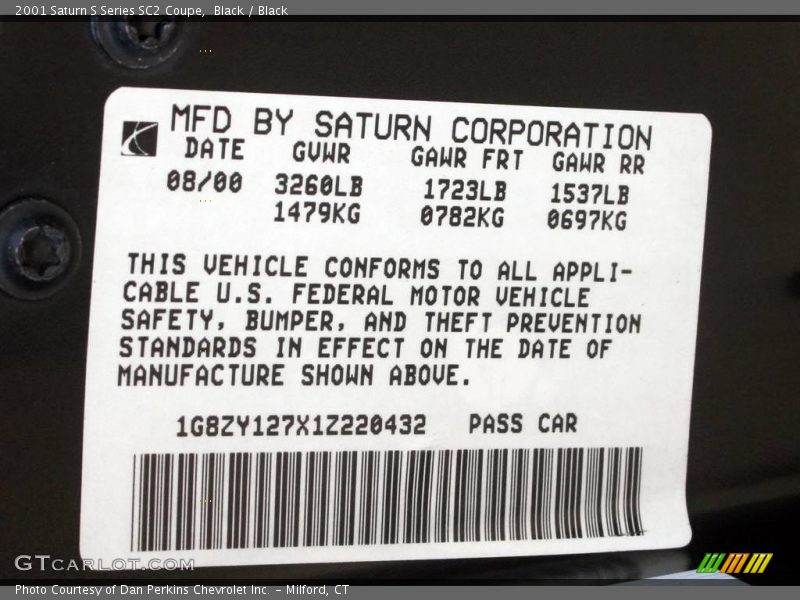 2001 Saturn S Series SC2 Coupe,  Black / Black
MFD BY SATURN CORPORATION
DATE GVWR GAWR FRT GAWR RR
08/00 3260LB 1723LB 1537LB
1479KG 0782KG 0697KG
THIS VEHICLE CONFORMS TO ALL APPLI-
CABLE U.S. FEDERAL MOTOR VEHICLE
SAFETY, BUMPER, AND THEFT PREVENTION
STANDARDS IN EFFECT ON THE DATE OF
MANUFACTURE SHOWN ABOVE.
1G8ZY127X1Z220432 PASS CAR
GTCARLOT.COM
Photo Courtesy of Dan Perkins Chevrolet Inc. – Milford, CT